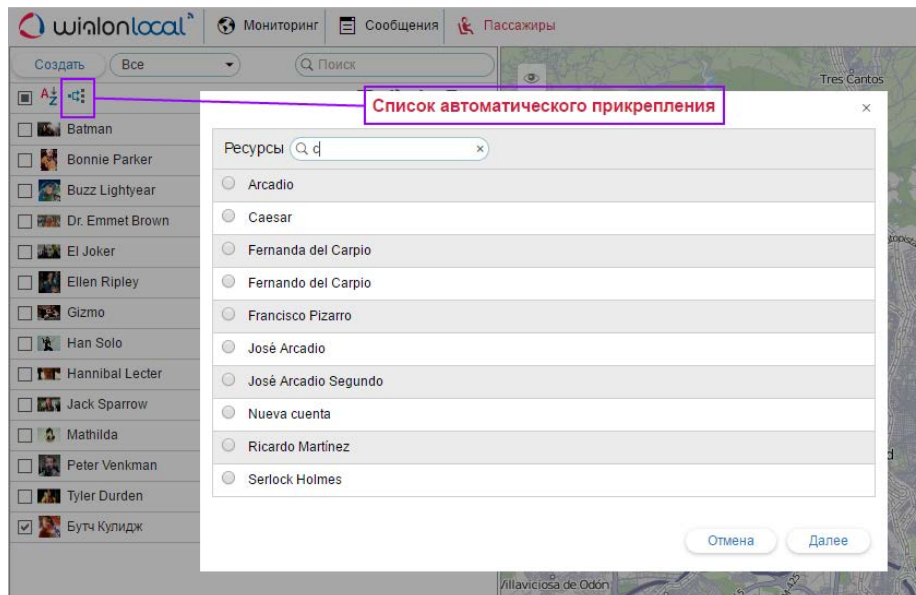 wialonlocal
Мониторинг
Сообщения
Пассажиры
Создать
Все
Поиск
Tres Cantos
Список автоматического прикрепления
Batman
Bonnie Parker
Buzz Lightyear
Dr. Emmet Brown
El Joker
Ellen Ripley
Gizmo
Han Solo
Hannibal Lecter
Jack Sparrow
Mathilda
Peter Venkman
Tyler Durden
Бутч Кулидж
Ресурсы c
Arcadio
Caesar
Fernanda del Carpio
Fernando del Carpio
Francisco Pizarro
José Arcadio
José Arcadio Segundo
Nueva cuenta
Ricardo Martínez
Serlock Holmes
Отмена
Далее
Villaviciosa de Odón